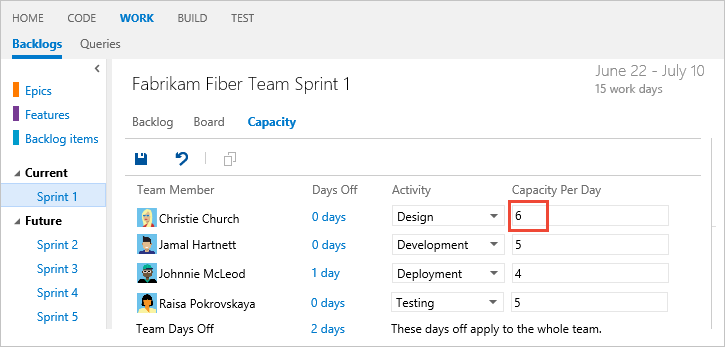 HOME CODE WORK BUILD TEST
Backlogs Queries
Epics
Features
Backlog items
Current
Sprint 1
Future
Sprint 2
Sprint 3
Sprint 4
Sprint 5
Fabrikam Fiber Team Sprint 1
June 22 - July 10
15 work days
Backlog Board Capacity
Team Member Days Off Activity Capacity Per Day
Christie Church 0 days Design 6
Jamal Hartnett 0 days Development 5
Johnnie McLeod 1 day Deployment 4
Raisa Pokrovskaya 0 days Testing 5
Team Days Off 2 days These days off apply to the whole team.